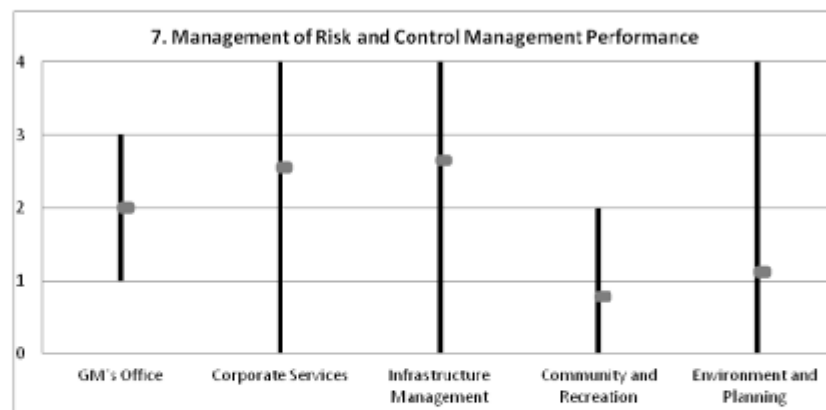 7. Management of Risk and Control Management Performance
4
3
2
1
0
GM's Office
Corporate Services
Infrastructure
Management
Community and
Recreation
Environment and
Planning